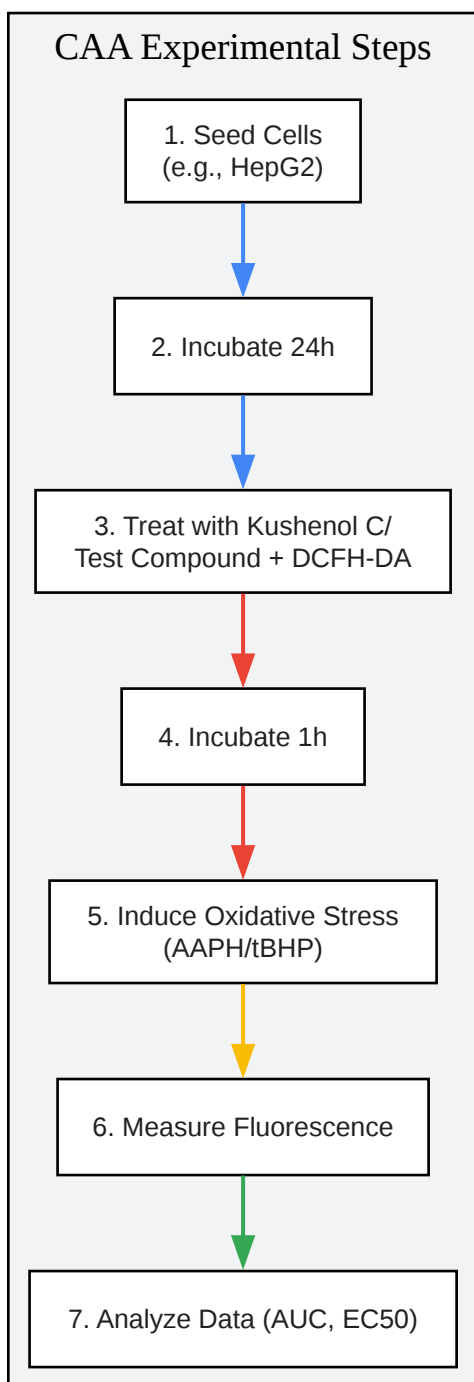 CAA Experimental Steps
1. Seed Cells
(e.g., HepG2)
2. Incubate 24h
3. Treat with Kushenol C/
Test Compound + DCFH-DA
4. Incubate 1h
5. Induce Oxidative Stress
(AAPH/tBHP)
6. Measure Fluorescence
7. Analyze Data (AUC, EC50)